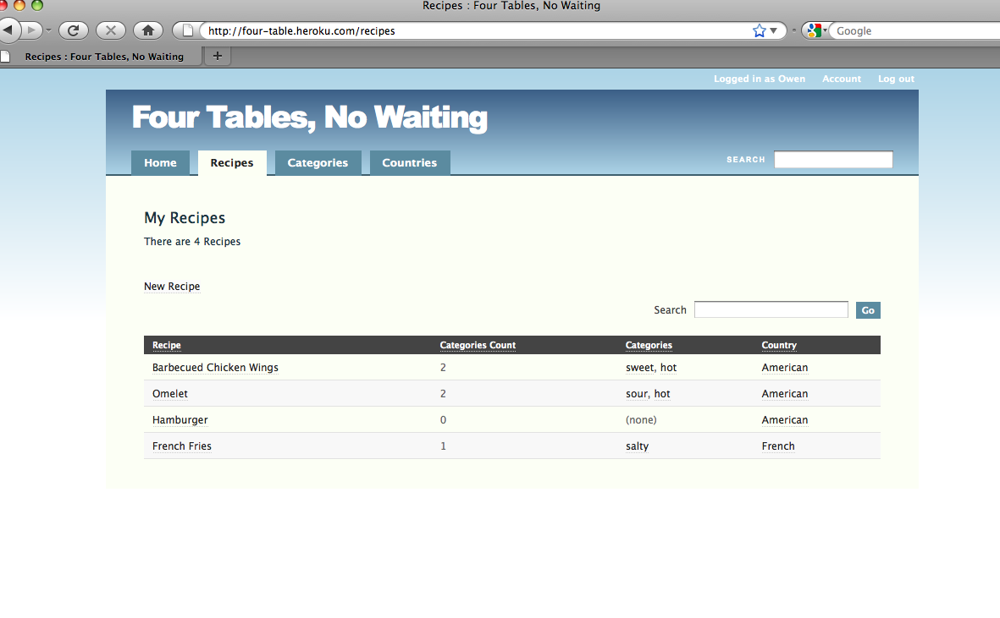 Recipes : Four Tables, No Waiting
http://four-table.heroku.com/recipes
Google
Recipes : Four Tables, No Waiting
+
Logged in as Owen Account Log out
Four Tables, No Waiting
Home Recipes Categories Countries SEARCH
My Recipes
There are 4 Recipes
New Recipe
Search Go
Recipe Categories Count Categories Country
Barbecued Chicken Wings 2 sweet, hot American
Omelet 2 sour, hot American
Hamburger 0 (none) American
French Fries 1 salty French